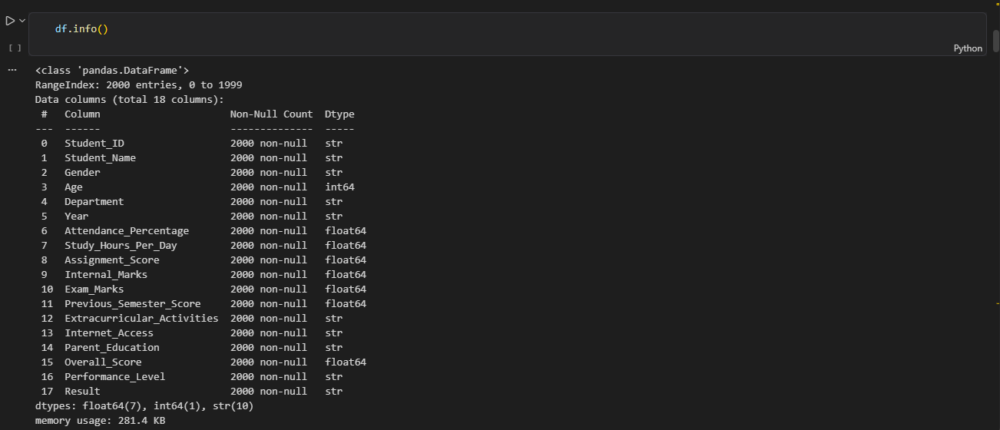 df.info()
[ ]
Python
...
<class 'pandas.DataFrame'>
RangeIndex: 2000 entries, 0 to 1999
Data columns (total 18 columns):
 #   Column                      Non-Null Count  Dtype
---  ------                      --------------  -----
 0   Student_ID                  2000 non-null   str
 1   Student_Name                2000 non-null   str
 2   Gender                      2000 non-null   str
 3   Age                         2000 non-null   int64
 4   Department                  2000 non-null   str
 5   Year                        2000 non-null   str
 6   Attendance_Percentage       2000 non-null   float64
 7   Study_Hours_Per_Day         2000 non-null   float64
 8   Assignment_Score            2000 non-null   float64
 9   Internal_Marks              2000 non-null   float64
 10  Exam_Marks                  2000 non-null   float64
 11  Previous_Semester_Score     2000 non-null   float64
 12  Extracurricular_Activities  2000 non-null   str
 13  Internet_Access             2000 non-null   str
 14  Parent_Education            2000 non-null   str
 15  Overall_Score               2000 non-null   float64
 16  Performance_Level           2000 non-null   str
 17  Result                      2000 non-null   str
dtypes: float64(7), int64(1), str(10)
memory usage: 281.4 KB